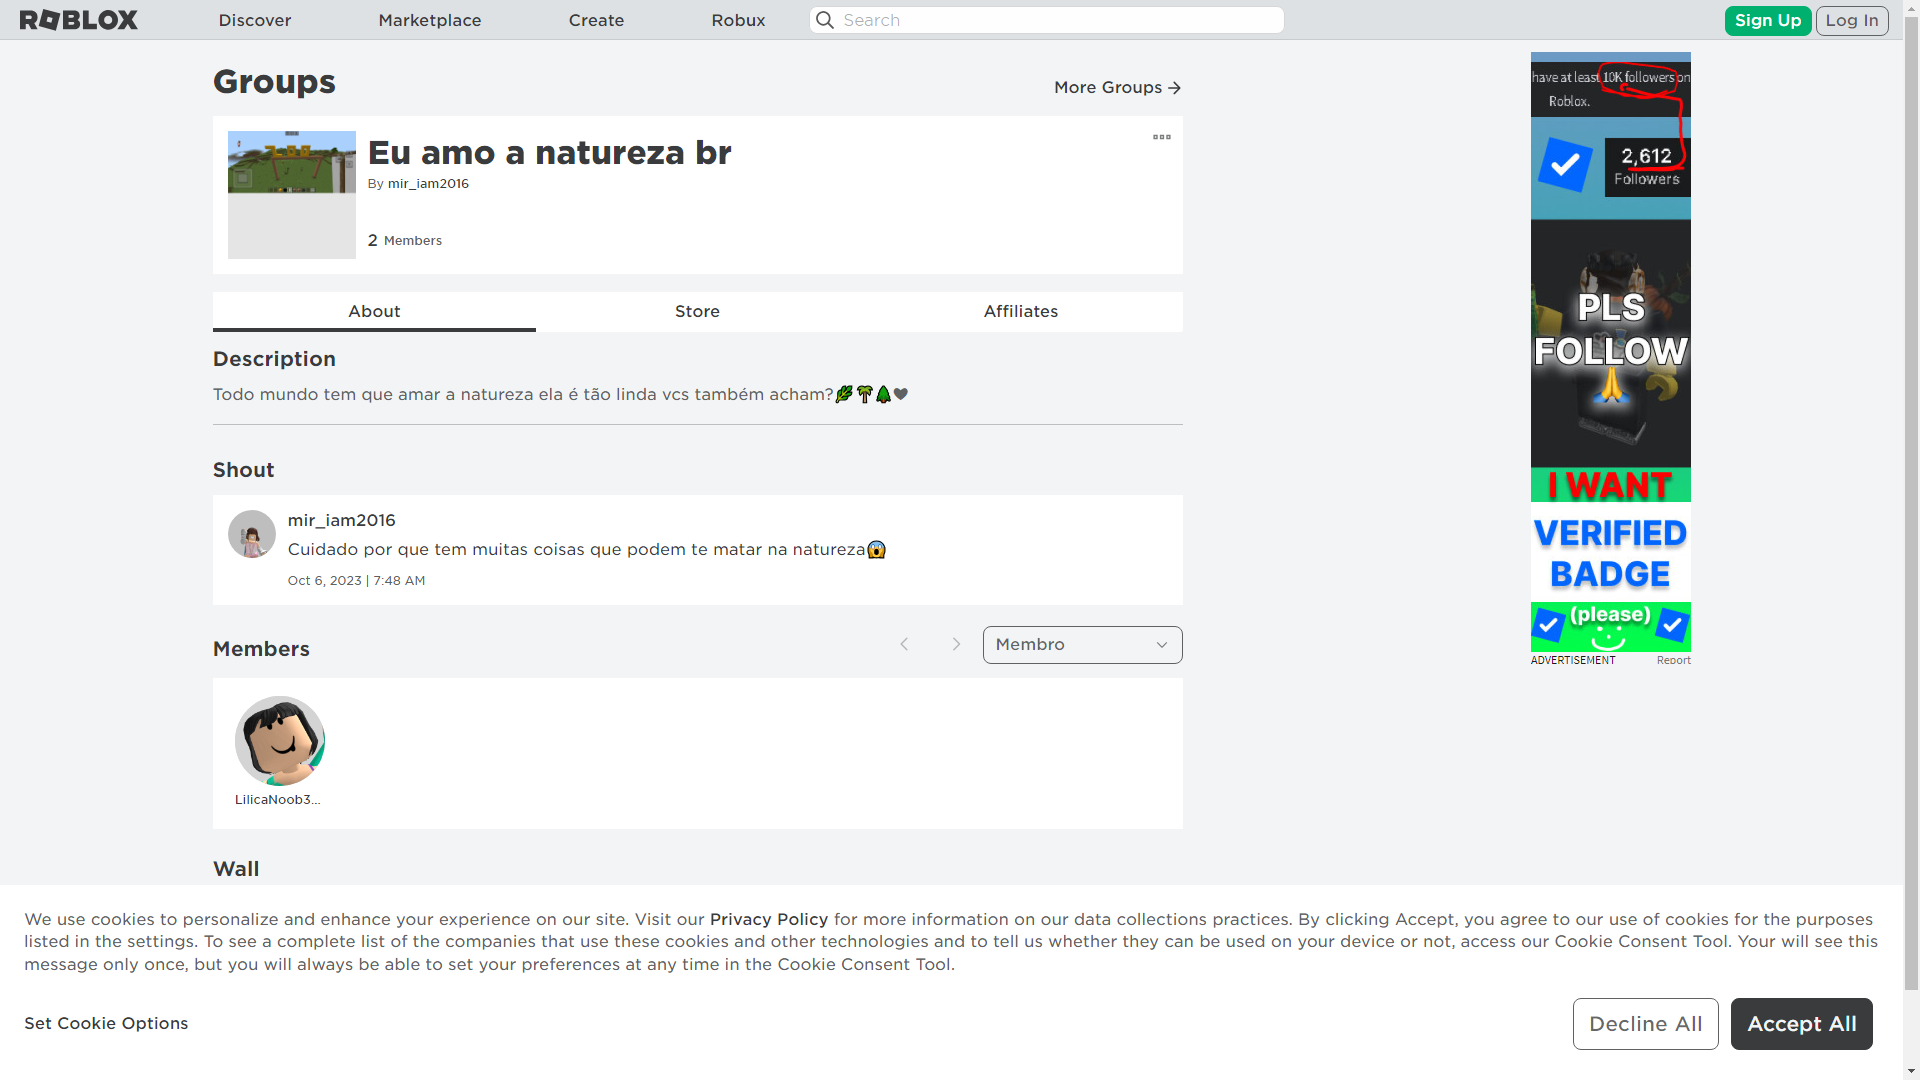 ROBLOX
Discover
Marketplace
Create
Robux
Search
Sign Up
Log In
Groups
More Groups
Eu amo a natureza br
By mir_iam2016
2 Members
About
Store
Affiliates
Description
Todo mundo tem que amar a natureza ela é tão linda vcs também acham?🌿🌴🌲🖤
Shout
mir_iam2016
Cuidado por que tem muitas coisas que podem te matar na natureza😱
Oct 6, 2023 | 7:48 AM
Members
Membro
LilicaNoob3...
Wall
have at least 10K followers on
Roblox.
2,612
Followers
PLS
FOLLOW
🙏
I WANT
VERIFIED
BADGE
(please)
ADVERTISEMENT
Report
We use cookies to personalize and enhance your experience on our site. Visit our Privacy Policy for more information on our data collections practices. By clicking Accept, you agree to our use of cookies for the purposes
listed in the settings. To see a complete list of the companies that use these cookies and other technologies and to tell us whether they can be used on your device or not, access our Cookie Consent Tool. Your will see this
message only once, but you will always be able to set your preferences at any time in the Cookie Consent Tool.
Set Cookie Options
Decline All
Accept All